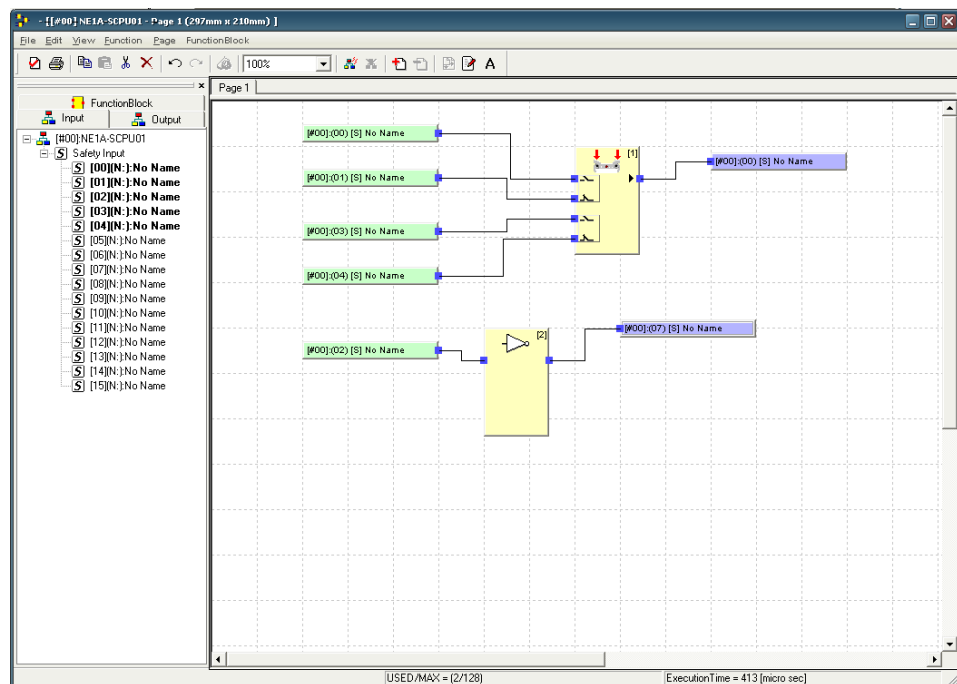 - [[#00] NE1A-SCPU01 - Page 1 (297mm x 210mm) ]
File Edit View Function Page FunctionBlock
100%
A
Page 1
FunctionBlock
Input Output
[#00]:NE1A-SCPU01
Safety Input
[00](N: ):No Name
[01](N: ):No Name
[02](N: ):No Name
[03](N: ):No Name
[04](N: ):No Name
[05](N: ):No Name
[06](N: ):No Name
[07](N: ):No Name
[08](N: ):No Name
[09](N: ):No Name
[10](N: ):No Name
[11](N: ):No Name
[12](N: ):No Name
[13](N: ):No Name
[14](N: ):No Name
[15](N: ):No Name
[#00]:(00) [S] No Name
[1]
[#00]:(00) [S] No Name
[#00]:(01) [S] No Name
[#00]:(03) [S] No Name
[#00]:(04) [S] No Name
[#00]:(07) [S] No Name
[2]
[#00]:(02) [S] No Name
USED/MAX = (2/128)
ExecutionTime = 413 [micro sec]